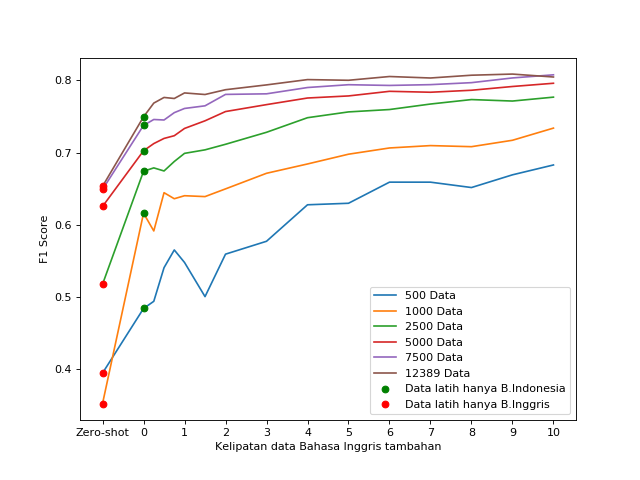 F1 Score
0.8
0.7
0.6
0.5
0.4
500 Data
1000 Data
2500 Data
5000 Data
7500 Data
12389 Data
Data latih hanya B.Indonesia
Data latih hanya B.Inggris
Zero-shot 0 1 2 3 4 5 6 7 8 9 10
Kelipatan data Bahasa Inggris tambahan